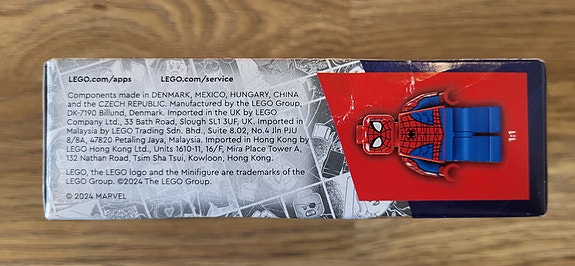 LEGO.com/apps LEGO.com/service
Components made in DENMARK, MEXICO, HUNGARY, CHINA
and the CZECH REPUBLIC. Manufactured by the LEGO Group,
DK-7190 Billund, Denmark. Imported in the UK by LEGO
Company Ltd., 33 Bath Road, Slough SL1 3UF, UK. Imported in
Malaysia by LEGO Trading Sdn. Bhd., Suite 8.02, No.4 Jln PJU
8/8A, 47820 Petaling Jaya, Malaysia. Imported in Hong Kong by
LEGO Hong Kong Ltd., Units 1610-11, 16/F, Mira Place Tower A,
132 Nathan Road, Tsim Sha Tsui, Kowloon, Hong Kong.
LEGO, the LEGO logo and the Minifigure are trademarks of the
LEGO Group. ©2024 The LEGO Group.
© 2024 MARVEL
1:1